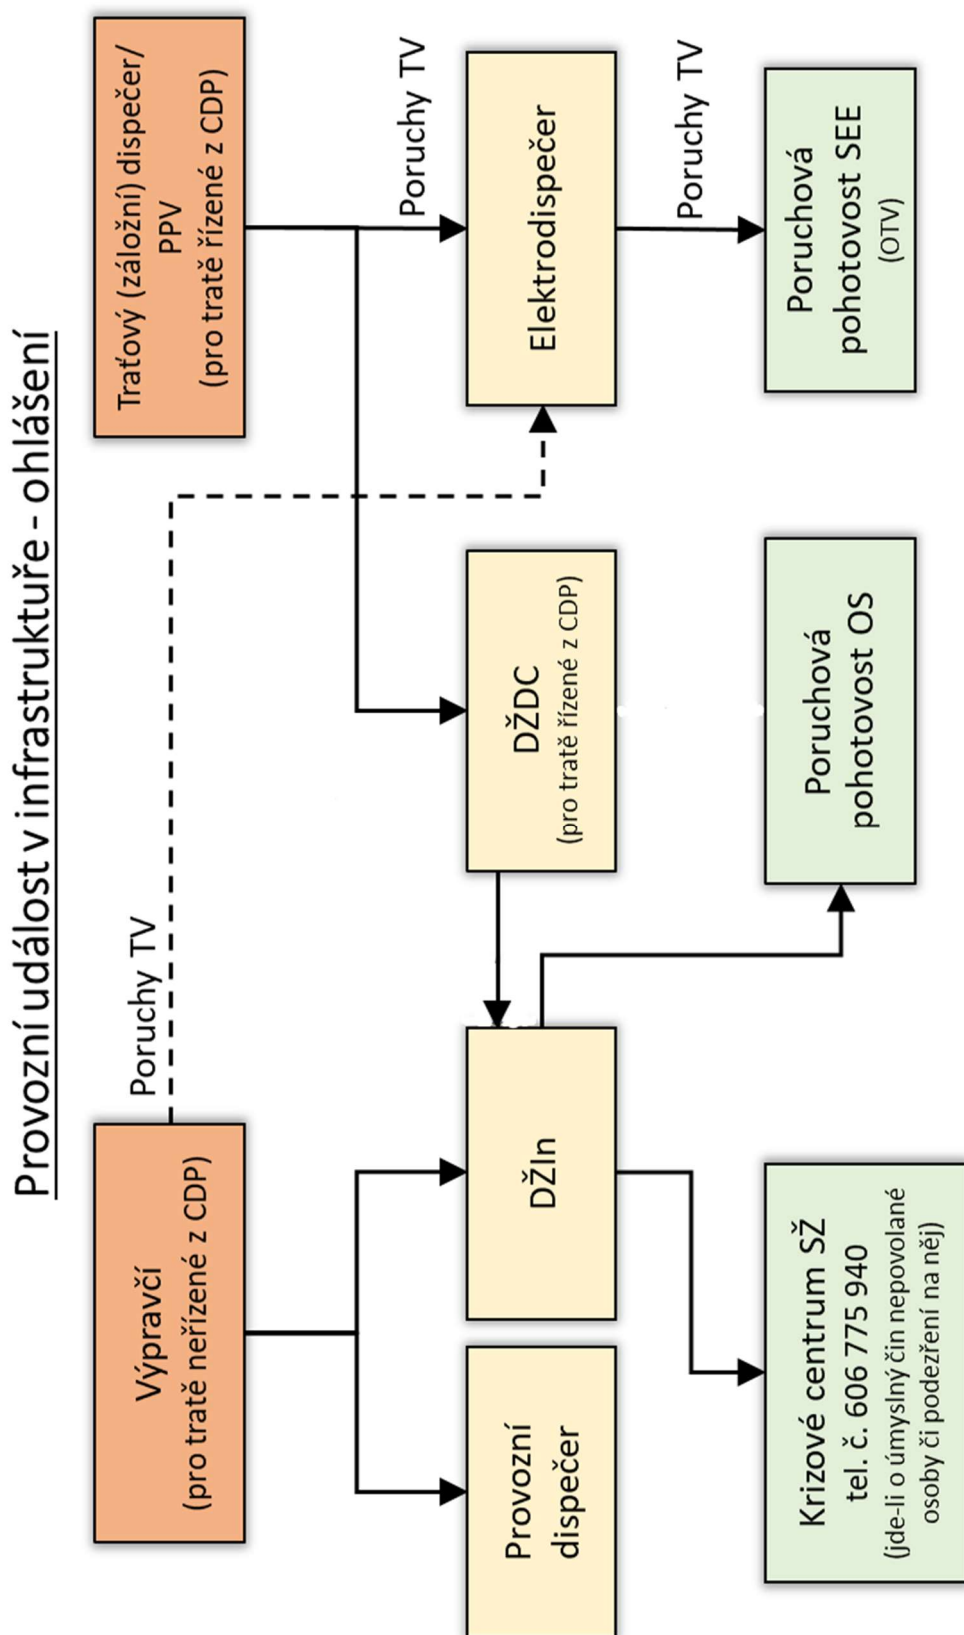 Provozní událost v infrastruktuře - ohlášení
Výpravčí
(pro tratě neřízené z CDP)
Poruchy TV
Traťový (záložní) dispečer/
PPV
(pro tratě řízené z CDP)
Poruchy TV
Provozní
dispečer
DŽIn
DŽDC
(pro tratě řízené z CDP)
Elektrodispečer
Poruchy TV
Krizové centrum SŽ
tel. č. 606 775 940
(jde-li o úmyslný čin nepovolané
osoby či podezření na něj)
Poruchová
pohotovost OS
Poruchová
pohotovost SEE
(OTV)